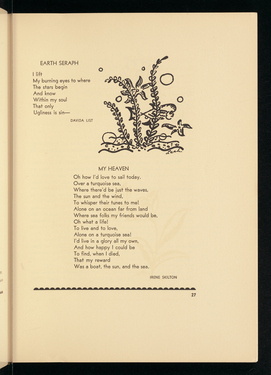 EARTH SERAPH
I lift
My burning eyes to where
The stars begin
And know
Within my soul
That only
Ugliness is sin—
DAVIDA LIST
MY HEAVEN
Oh how I'd love to sail today,
Over a turquoise sea,
Where there'd be just the waves,
The sun and the wind,
To whisper their tunes to me!
Alone on an ocean far from land
Where sea folks my friends would be,
Oh what a life!
To live and to love,
Alone on a turquoise sea!
I'd live in a glory all my own,
And how happy I could be
To find, when I died,
That my reward
Was a boat, the sun, and the sea.
IRENE SKILTON
27